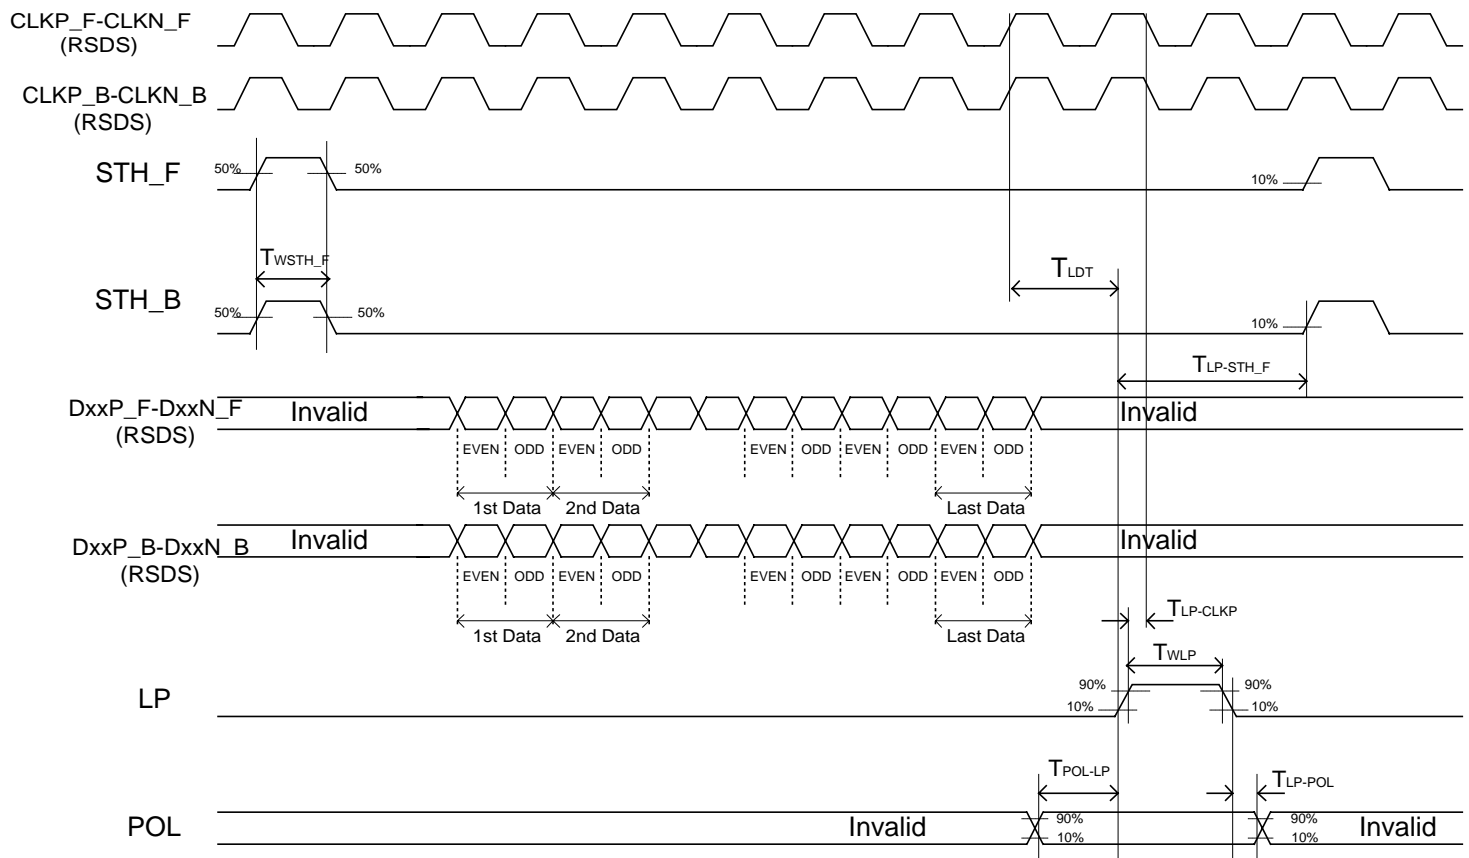 CLKP_F-CLKN_F
(RSDS)
CLKP_B-CLKN_B
(RSDS)
STH_F
50%
50%
10%
TWSTH_F
TLDT
STH_B
50%
50%
10%
TLP-STH_F
DxxP_F-DxxN_F
(RSDS)
Invalid
Invalid
EVEN ODD EVEN ODD EVEN ODD EVEN ODD EVEN ODD
1st Data 2nd Data Last Data
DxxP_B-DxxN_B
(RSDS)
Invalid
Invalid
EVEN ODD EVEN ODD EVEN ODD EVEN ODD EVEN ODD
1st Data 2nd Data Last Data
TLP-CLKP
TWLP
LP
90%
90%
10%
10%
TPOL-LP
TLP-POL
POL
Invalid
90%
10%
90%
10%
Invalid